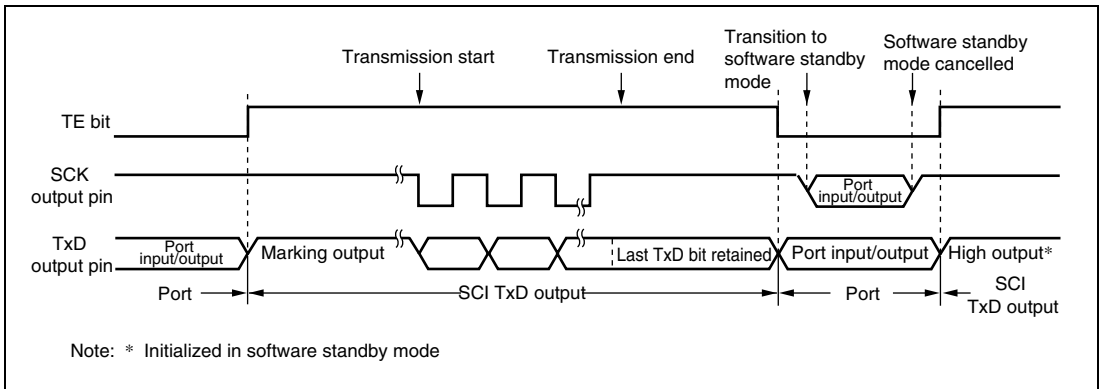 Transmission start
Transmission end
Transition to
software standby
mode
Software standby
mode cancelled
TE bit
SCK
output pin
Port
input/output
TxD
output pin
Port
input/output
Marking output
Last TxD bit retained
Port input/output
High output*
Port
SCI TxD output
Port
SCI
TxD output
Note: * Initialized in software standby mode